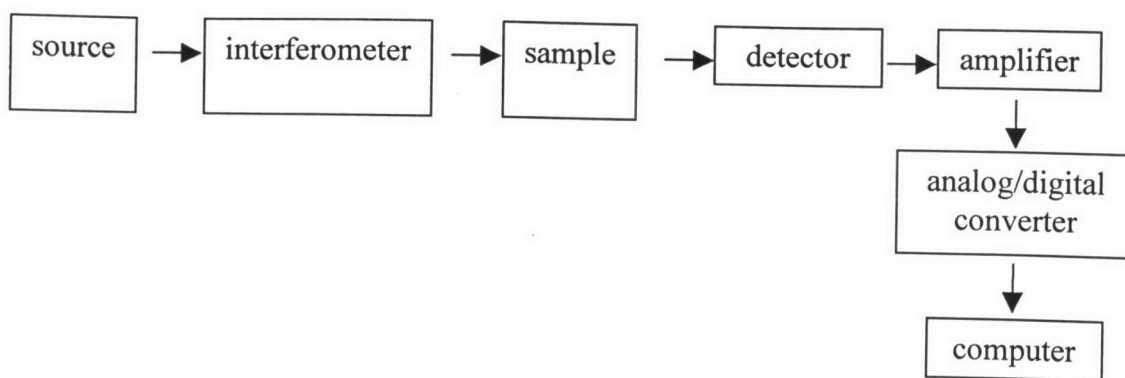 source
interferometer
sample
detector
amplifier
analog/digital
converter
computer